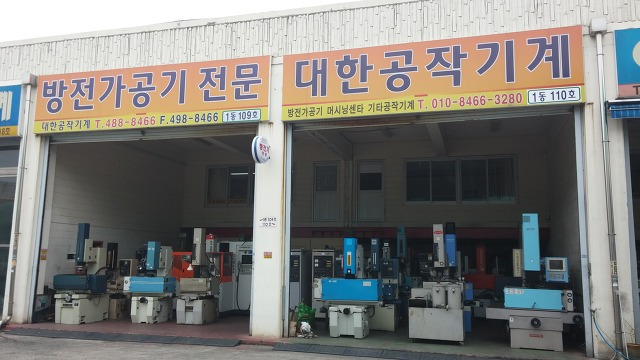 방전가공기 전문
대한공작기계 T. 488-8466 F. 498-8466 1동 109호
대한공작기계
방전가공기 머시닝센타 기타공작기계 T. 010-8466-3280 1동 110호